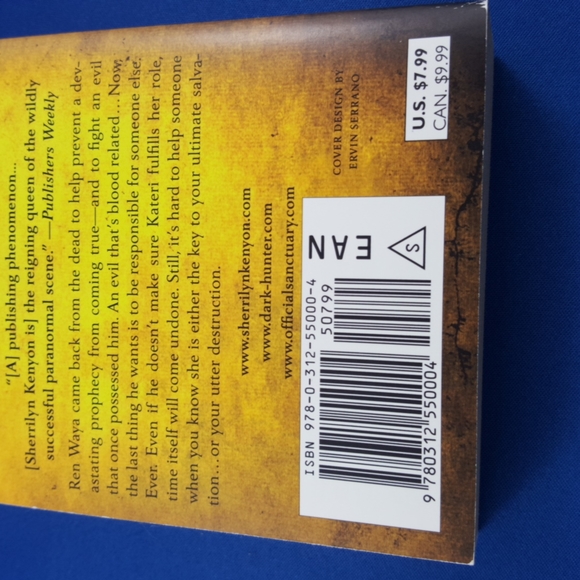 "[A] publishing phenomenon...
[Sherrilyn Kenyon is] the reigning queen of the wildly
successful paranormal scene." —Publishers Weekly
Ren Waya came back from the dead to help prevent a dev-
astating prophecy from coming true—and to fight an evil
that once possessed him. An evil that's blood related...Now,
the last thing he wants is to be responsible for someone else.
Ever. Even if he doesn't make sure Kateri fulfills her role,
time itself will come undone. Still, it's hard to help someone
when you know she is either the key to your ultimate salva-
tion...or your utter destruction.
www.sherrilynkenyon.com
www.dark-hunter.com
www.officialsanctuary.com
COVER DESIGN BY
ERVIN SERRANO
U.S. $7.99
CAN. $9.99
EAN
S
ISBN 978-0-312-55000-4
50799
9 780312 550004